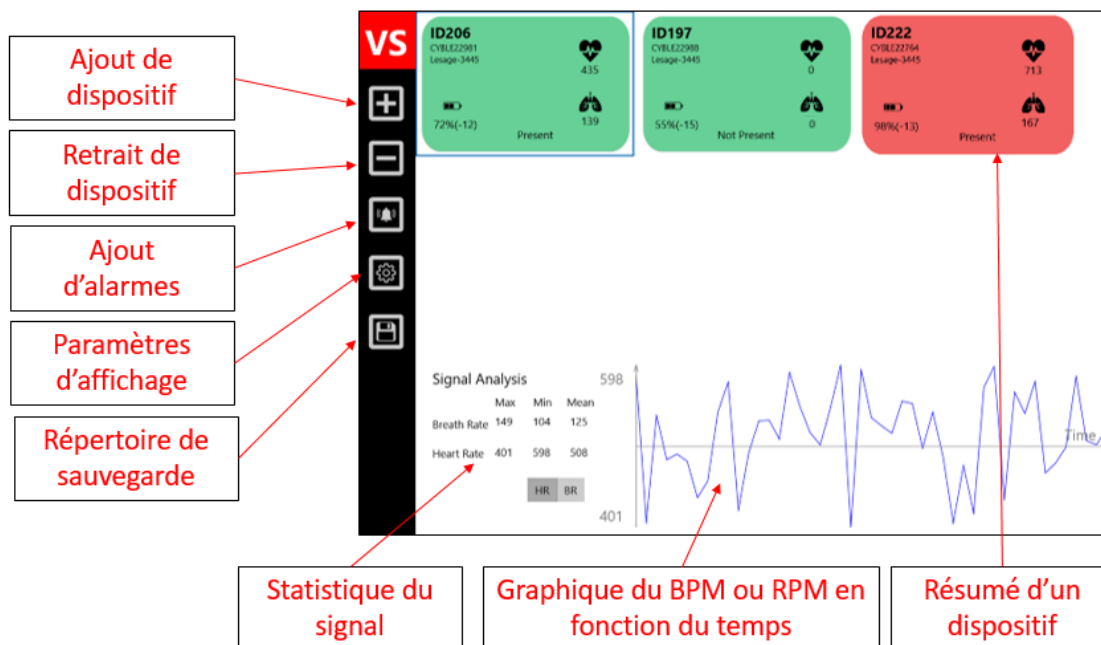 VS
Ajout de
dispositif
Retrait de
dispositif
Ajout
d'alarmes
Paramètres
d'affichage
Répertoire de
sauvegarde
ID206
CYBLE22981
Lesage-3445
435
72%(-12)
139
Present
ID197
CYBLE22988
Lesage-3445
0
55%(-15)
0
Not Present
ID222
CYBLE22764
Lesage-3445
713
98%(-13)
167
Present
Signal Analysis
Max Min Mean
Breath Rate 149 104 125
Heart Rate 401 598 508
HR BR
598
Time
401
Statistique du
signal
Graphique du BPM ou RPM en
fonction du temps
Résumé d'un
dispositif